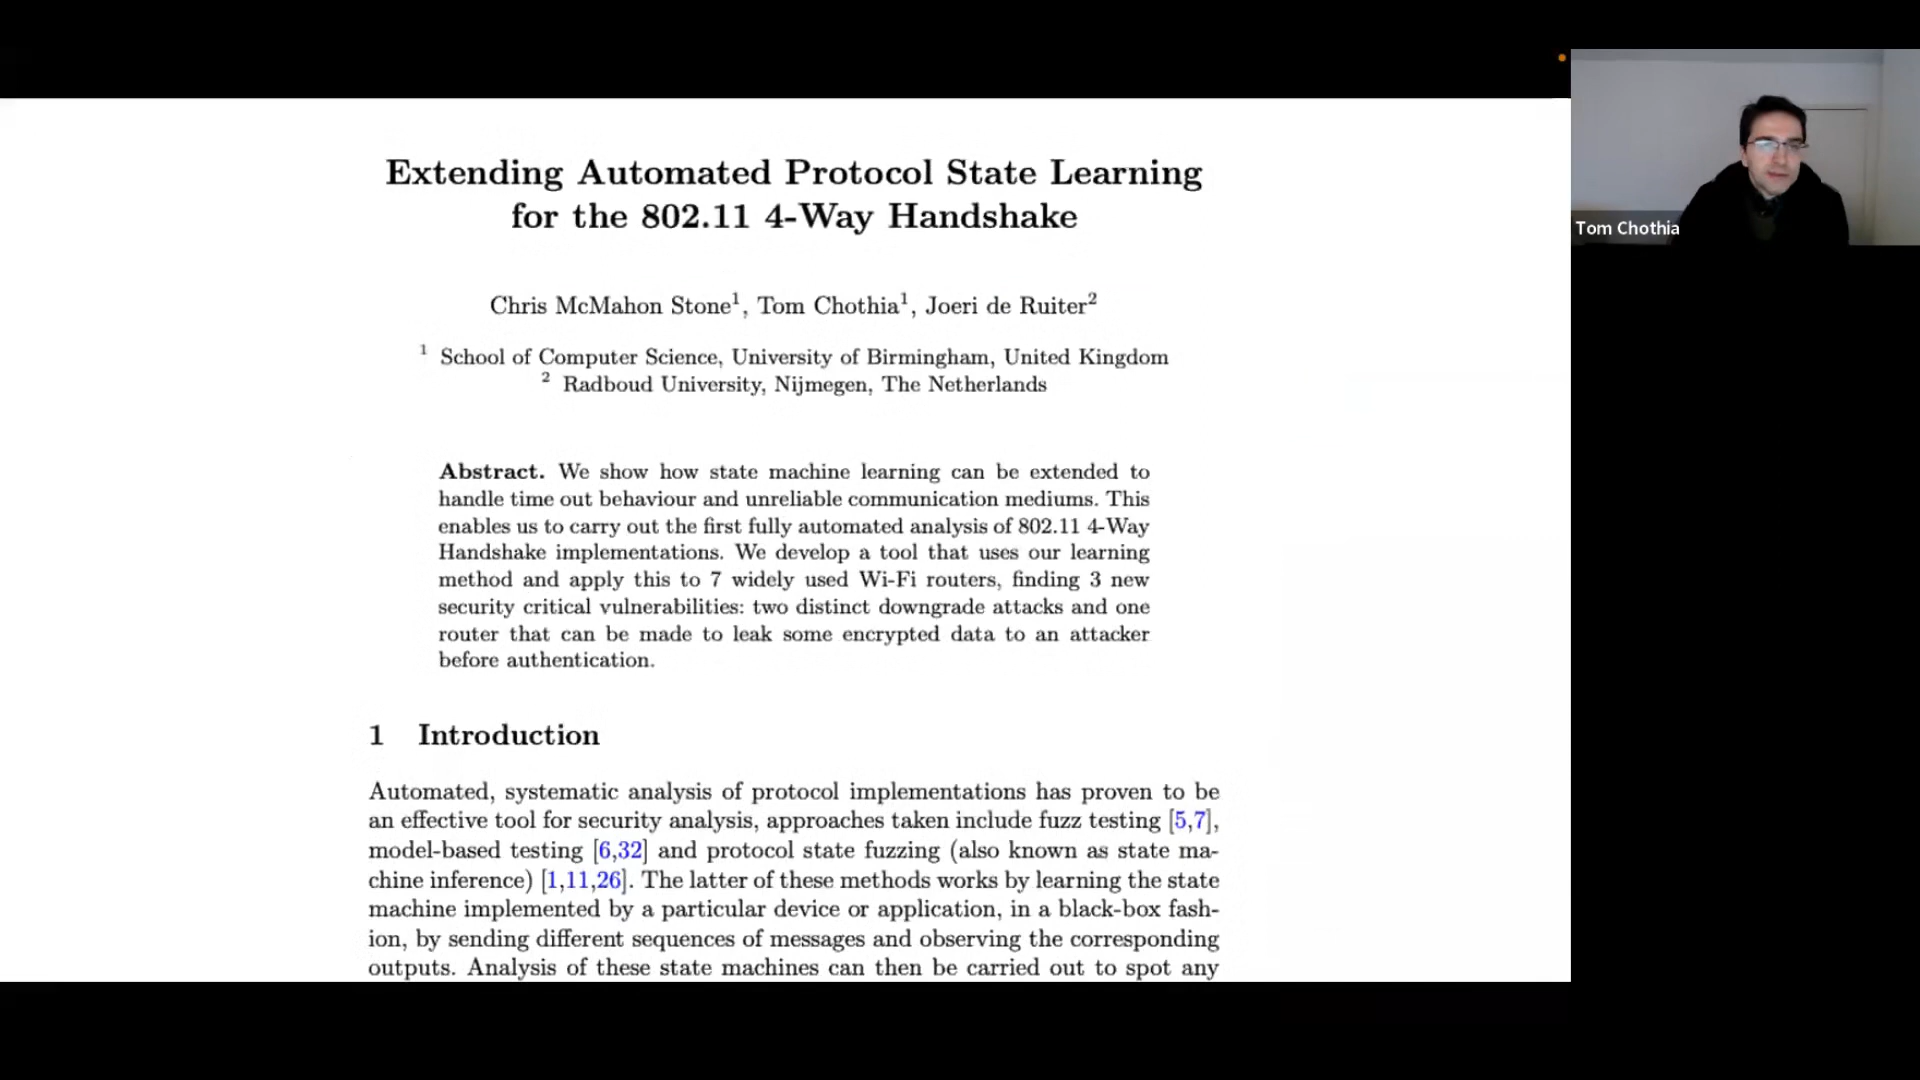 Extending Automated Protocol State Learning
for the 802.11 4-Way Handshake
Chris McMahon Stone1, Tom Chothia1, Joeri de Ruiter2
1 School of Computer Science, University of Birmingham, United Kingdom
2 Radboud University, Nijmegen, The Netherlands
Abstract. We show how state machine learning can be extended to
handle time out behaviour and unreliable communication mediums. This
enables us to carry out the first fully automated analysis of 802.11 4-Way
Handshake implementations. We develop a tool that uses our learning
method and apply this to 7 widely used Wi-Fi routers, finding 3 new
security critical vulnerabilities: two distinct downgrade attacks and one
router that can be made to leak some encrypted data to an attacker
before authentication.
1 Introduction
Automated, systematic analysis of protocol implementations has proven to be
an effective tool for security analysis, approaches taken include fuzz testing [5,7],
model-based testing [6,32] and protocol state fuzzing (also known as state ma-
chine inference) [1,11,26]. The latter of these methods works by learning the state
machine implemented by a particular device or application, in a black-box fash-
ion, by sending different sequences of messages and observing the corresponding
outputs. Analysis of these state machines can then be carried out to spot any
Tom Chothia